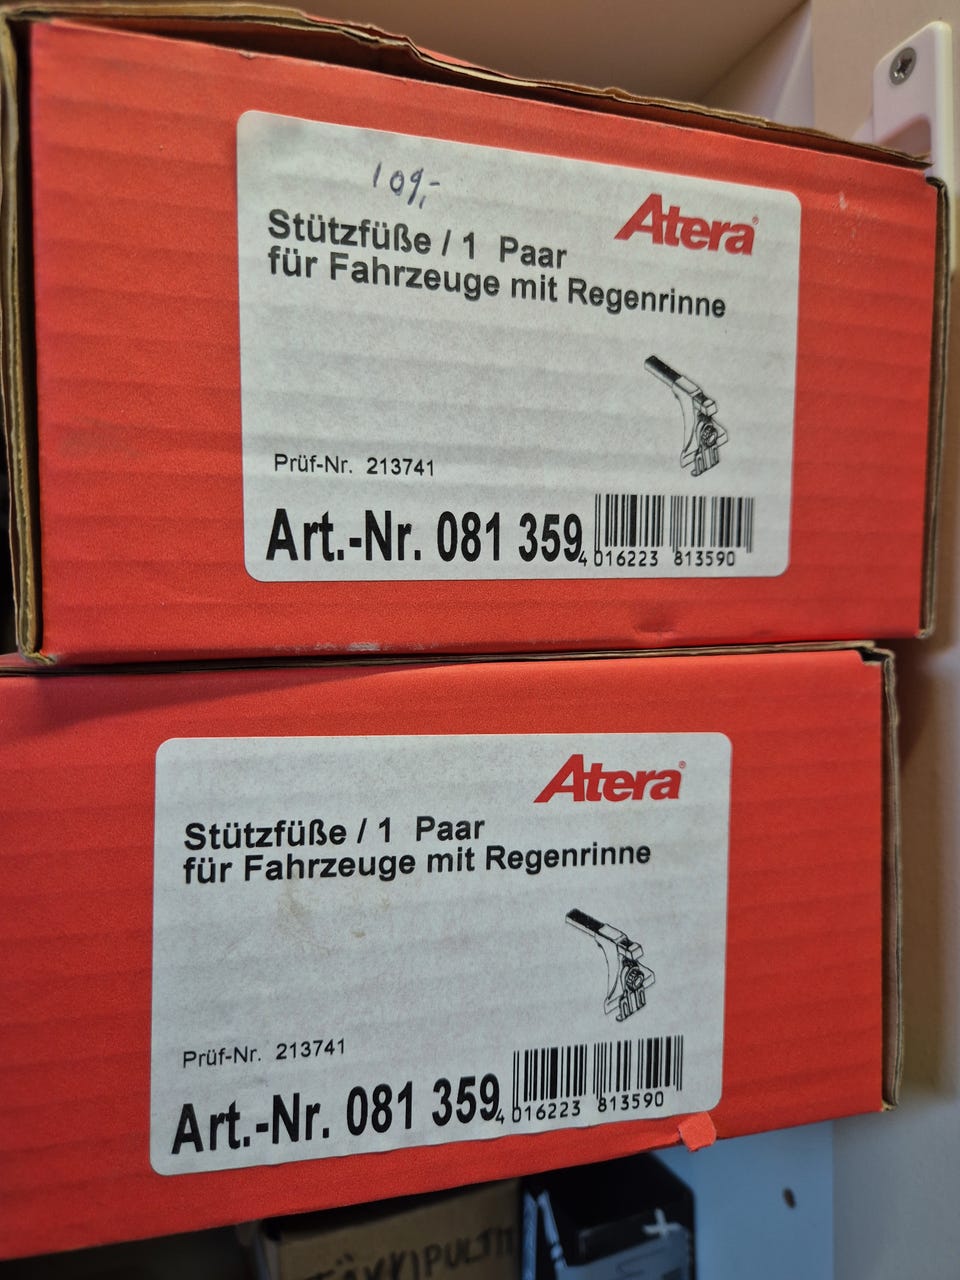 109,-
Atera®
Stützfüße / 1 Paar
für Fahrzeuge mit Regenrinne
Prüf-Nr. 213741
Art.-Nr. 081 359
4 016223 813590
Atera®
Stützfüße / 1 Paar
für Fahrzeuge mit Regenrinne
Prüf-Nr. 213741
Art.-Nr. 081 359
4 016223 813590